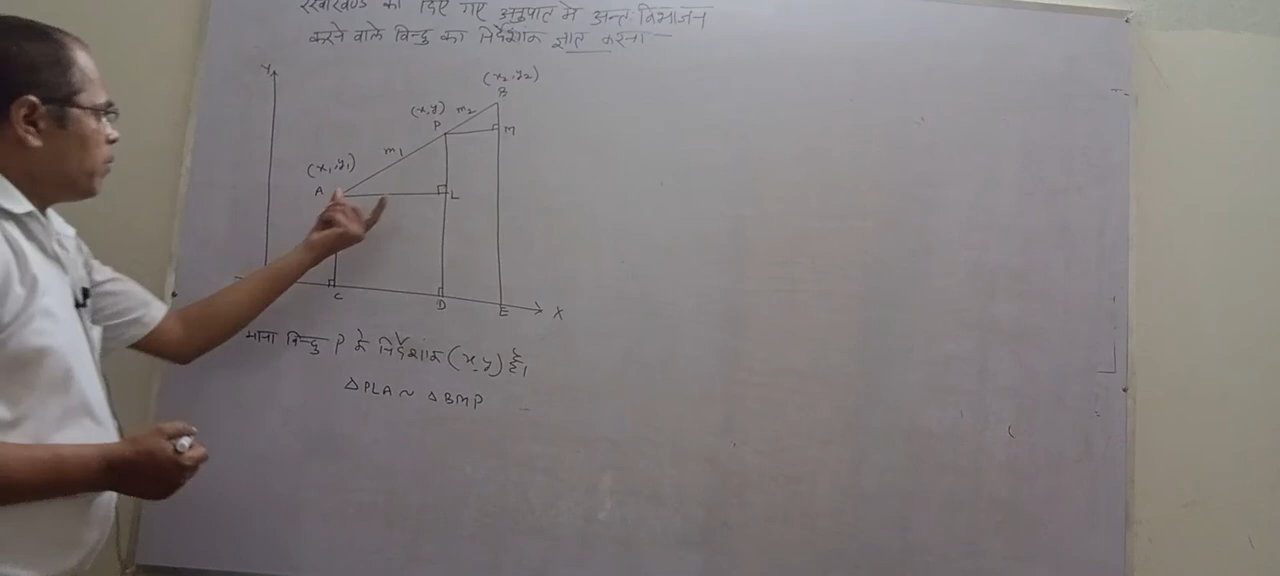 रेखाखण्ड को दिए गए अनुपात मे अन्तः विभाजन
करने वाले बिन्दु का निर्देशांक ज्ञात करना —
Y
(x₂, y₂)
B
(x, y) m₂
P
M
m₁
(x₁, y₁)
A
L
C
D
E
X
माना बिन्दु P के निर्देशांक (x, y) है।
△PLA ~ △BMP